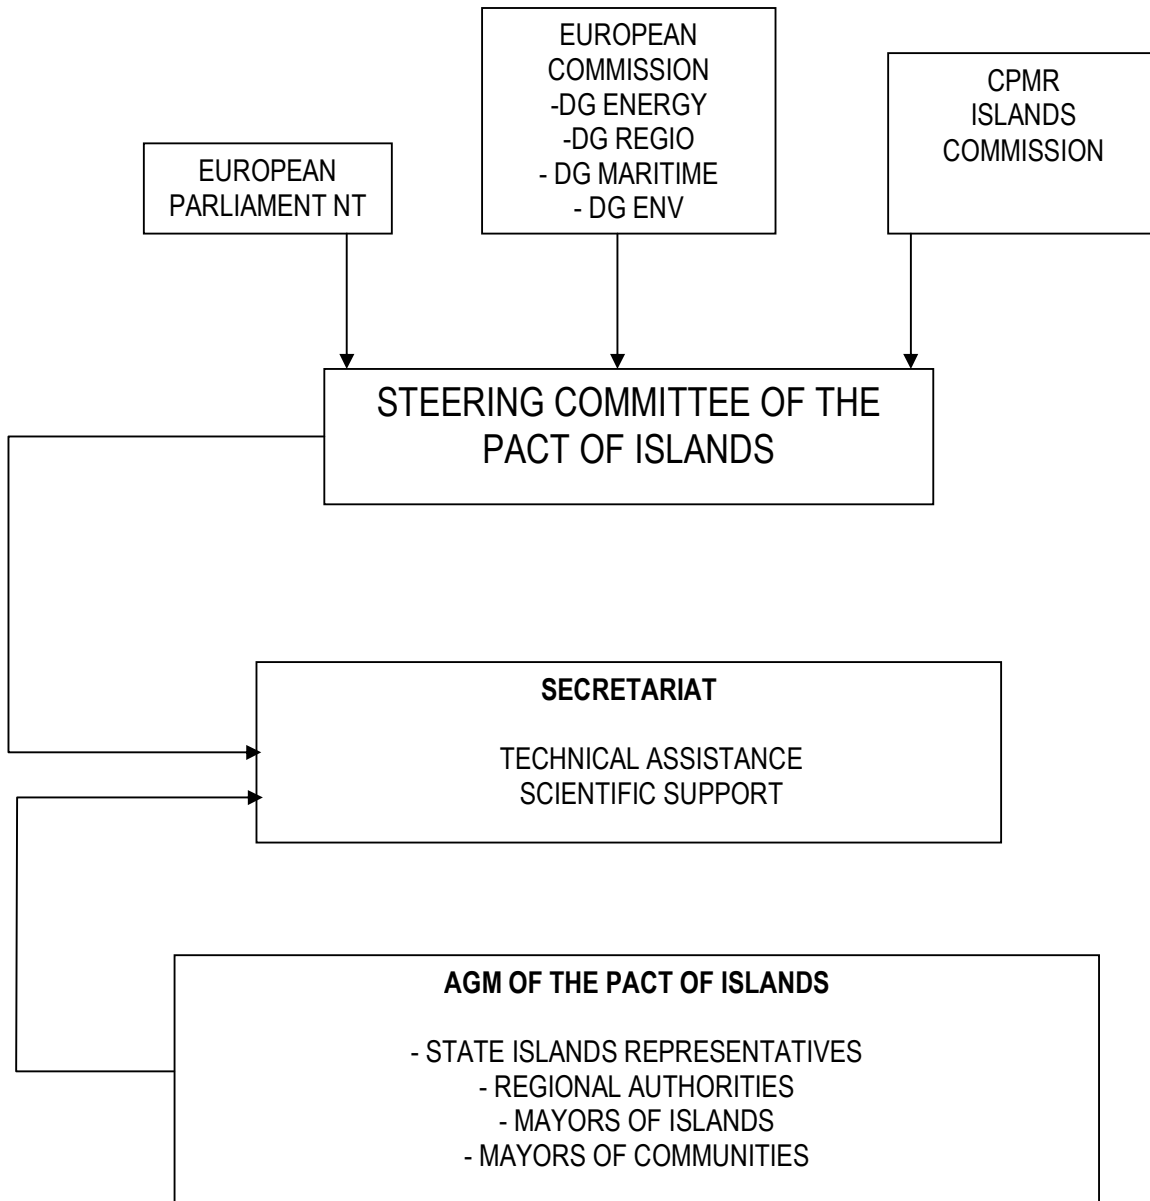 EUROPEAN
PARLIAMENT NT
EUROPEAN
COMMISSION
-DG ENERGY
-DG REGIO
- DG MARITIME
- DG ENV
CPMR
ISLANDS
COMMISSION
STEERING COMMITTEE OF THE
PACT OF ISLANDS
SECRETARIAT
TECHNICAL ASSISTANCE
SCIENTIFIC SUPPORT
AGM OF THE PACT OF ISLANDS
- STATE ISLANDS REPRESENTATIVES
- REGIONAL AUTHORITIES
- MAYORS OF ISLANDS
- MAYORS OF COMMUNITIES